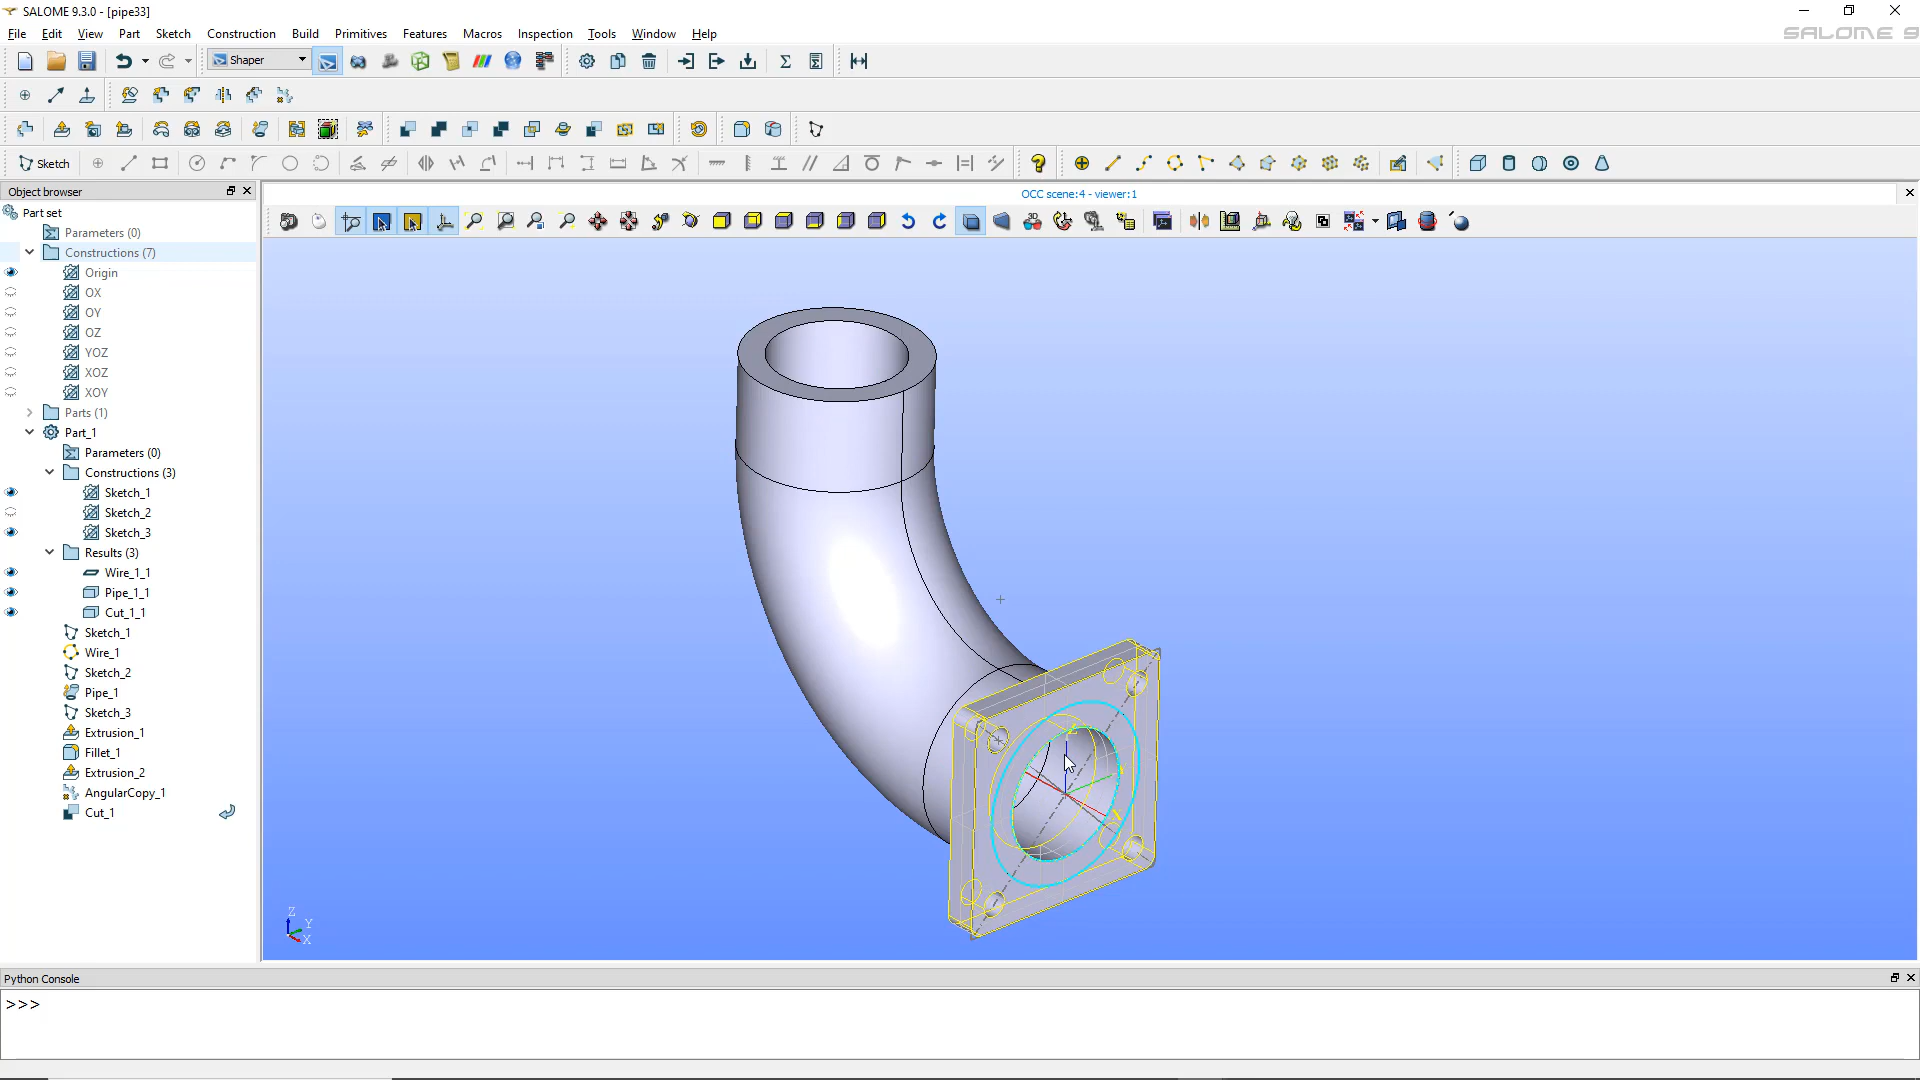 SALOME 9.3.0 - [pipe33]
File Edit View Part Sketch Construction Build Primitives Features Macros Inspection Tools Window Help
SALOME 9
Shaper
Sketch
Object browser
OCC scene:4 - viewer:1
Part set
Parameters (0)
Constructions (7)
Origin
OX
OY
OZ
YOZ
XOZ
XOY
Parts (1)
Part_1
Parameters (0)
Constructions (3)
Sketch_1
Sketch_2
Sketch_3
Results (3)
Wire_1_1
Pipe_1_1
Cut_1_1
Sketch_1
Wire_1
Sketch_2
Pipe_1
Sketch_3
Extrusion_1
Fillet_1
Extrusion_2
AngularCopy_1
Cut_1
Z
Y
X
Python Console
>>>